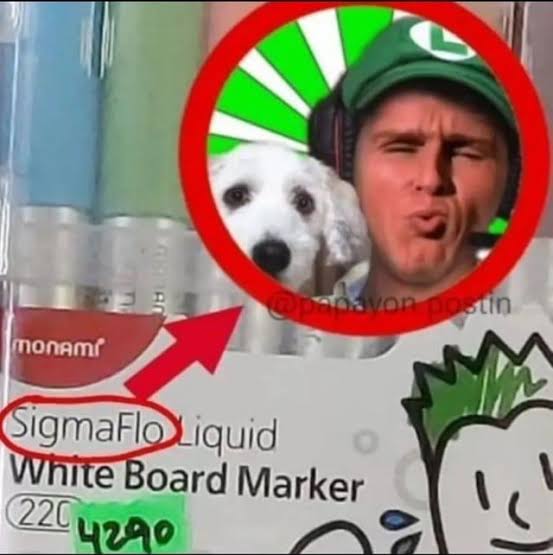 L
@papayon postin
monami
SigmaFlo Liquid
White Board Marker
220
4290